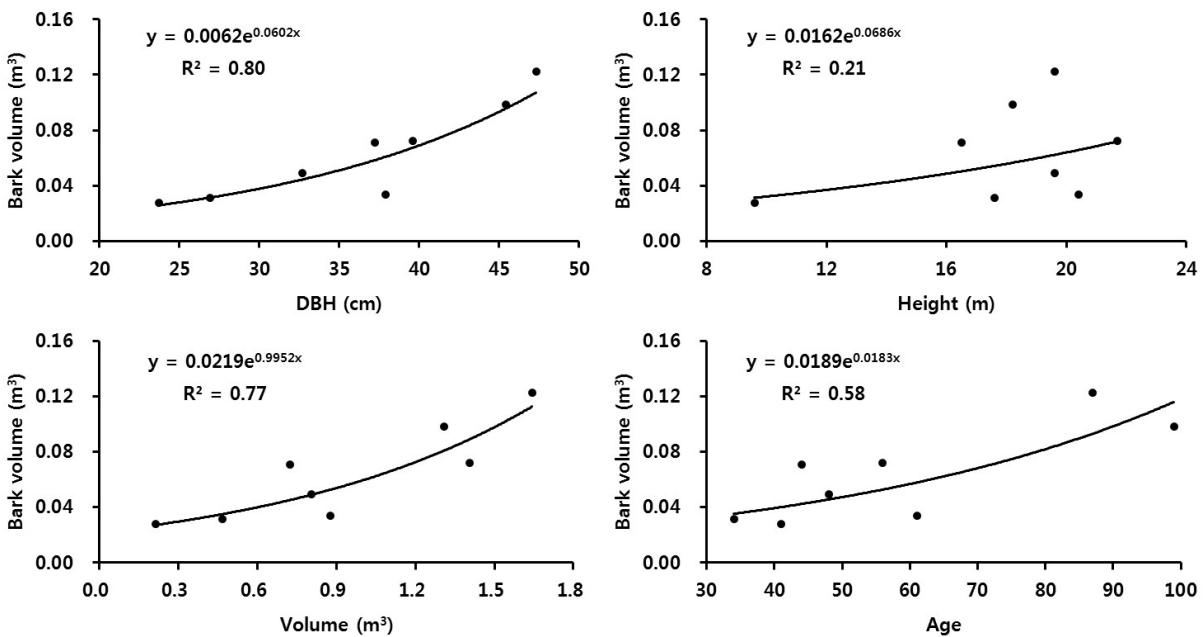 0.16
0.12
0.08
0.04
0.00
Bark volume (m³)
y = 0.0062e^0.0602x
R² = 0.80
20 25 30 35 40 45 50
DBH (cm)
0.16
0.12
0.08
0.04
0.00
Bark volume (m³)
y = 0.0162e^0.0686x
R² = 0.21
8 12 16 20 24
Height (m)
0.16
0.12
0.08
0.04
0.00
Bark volume (m³)
y = 0.0219e^0.9952x
R² = 0.77
0.0 0.3 0.6 0.9 1.2 1.5 1.8
Volume (m³)
0.16
0.12
0.08
0.04
0.00
Bark volume (m³)
y = 0.0189e^0.0183x
R² = 0.58
30 40 50 60 70 80 90 100
Age